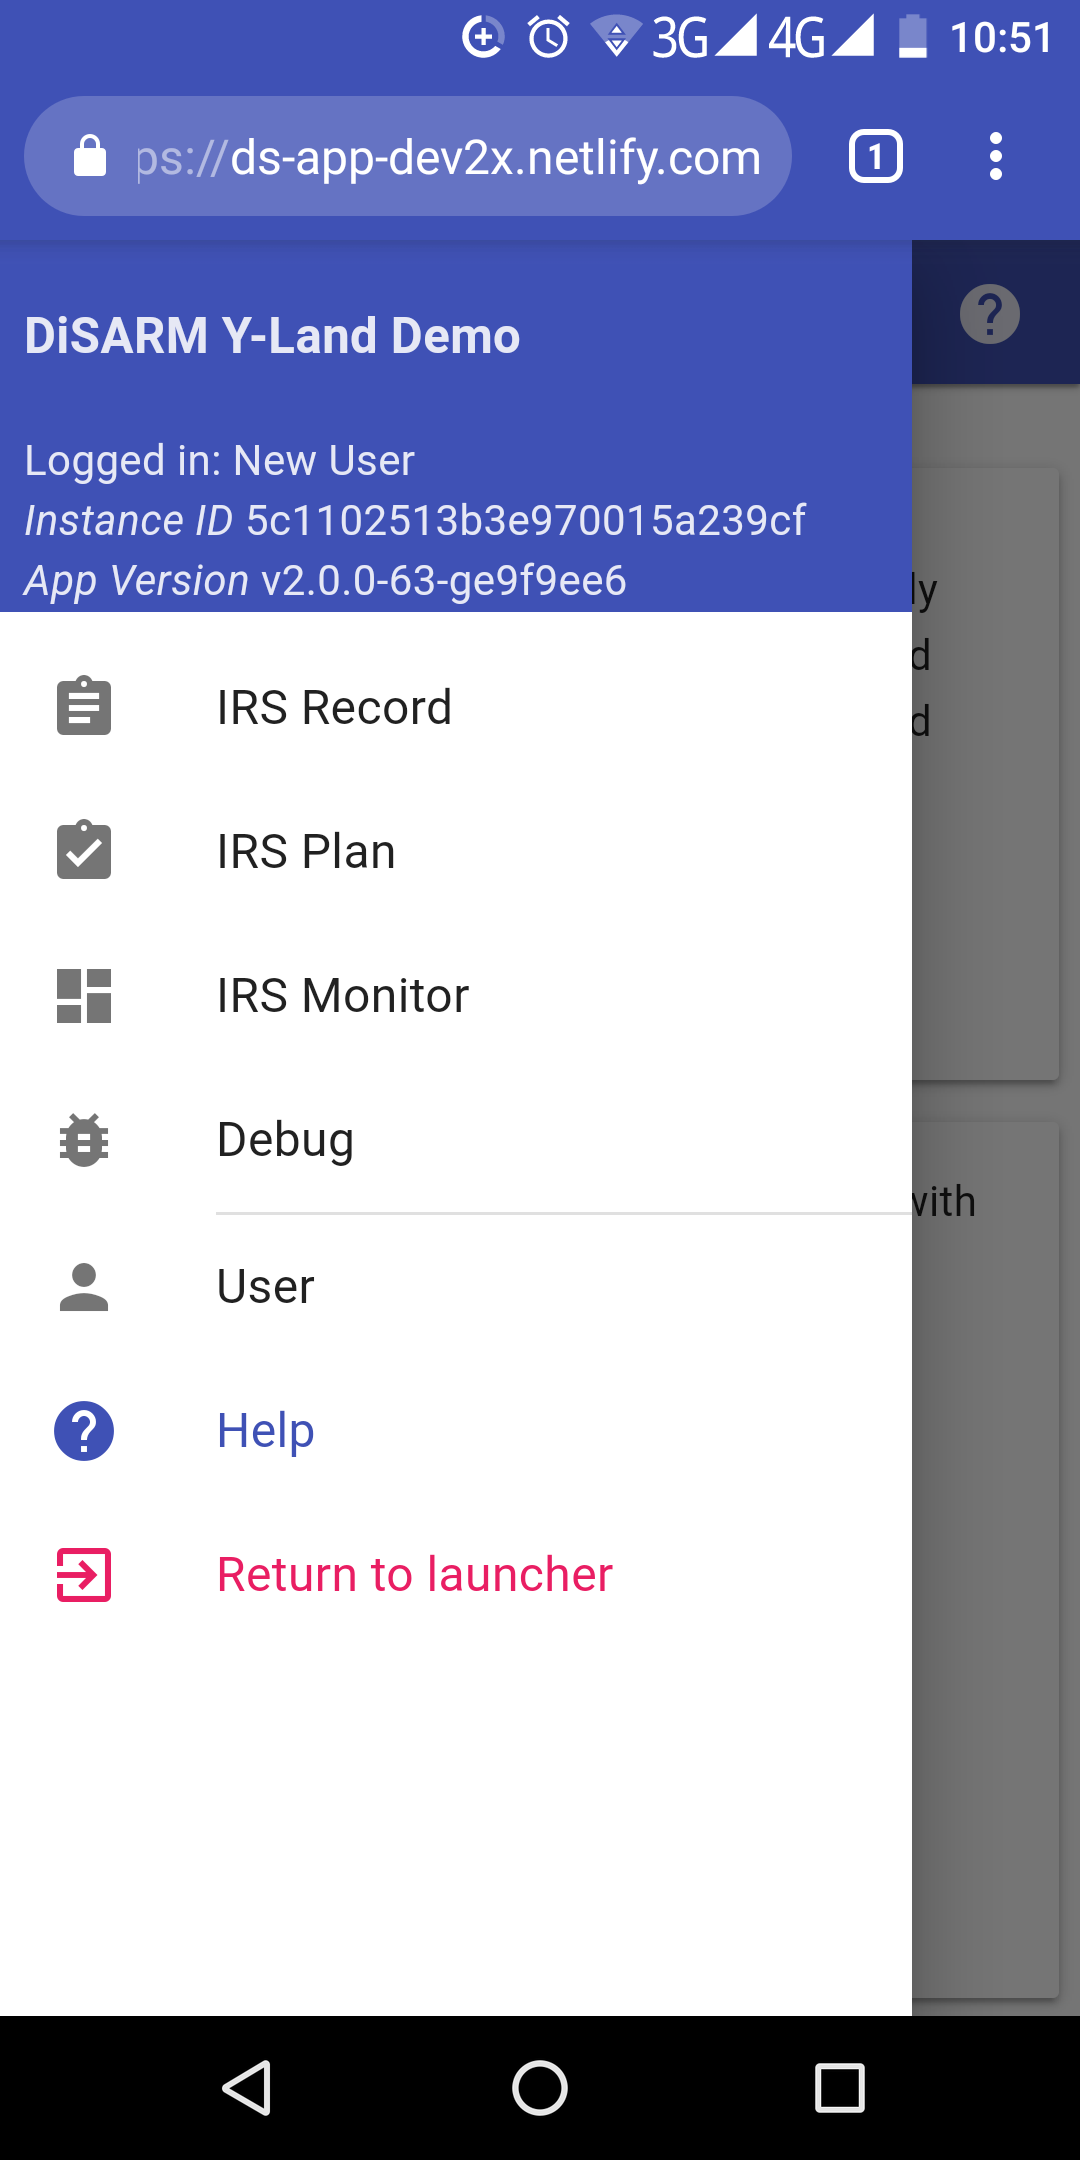 3G 4G 10:51
ps://ds-app-dev2x.netlify.com 1
DiSARM Y-Land Demo
Logged in: New User
Instance ID 5c1102513b3e970015a239cf
App Version v2.0.0-63-ge9f9ee6
ly
d
d
IRS Record
IRS Plan
IRS Monitor
Debug
with
User
Help
Return to launcher